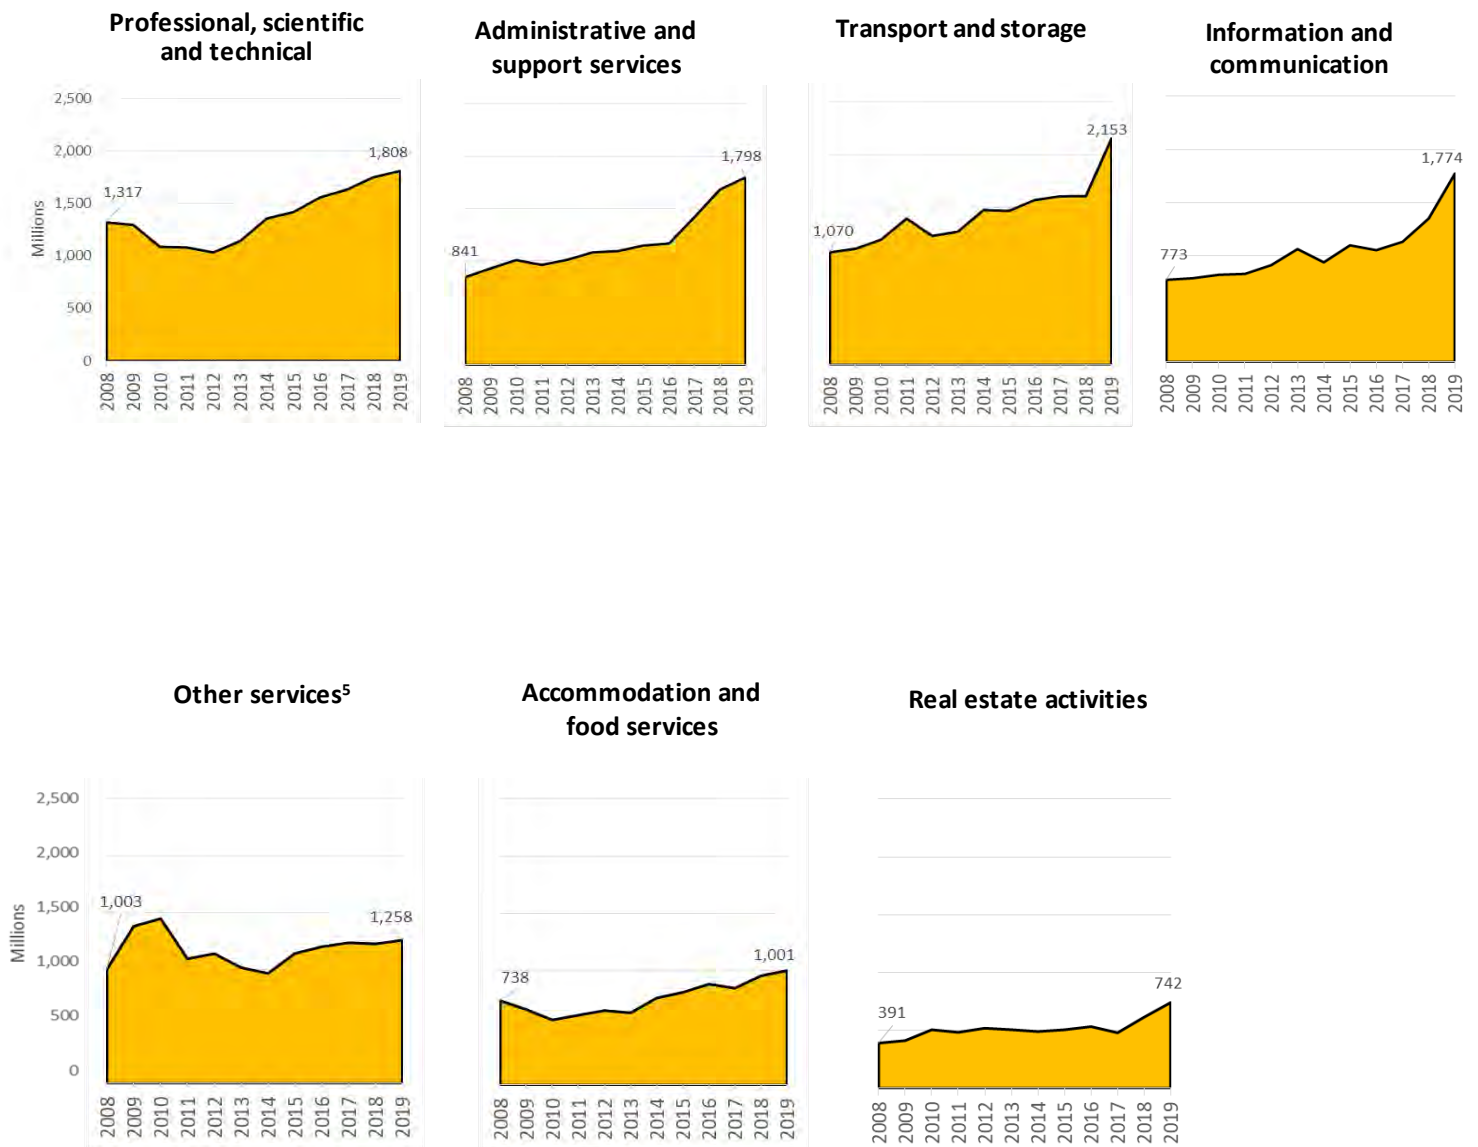 Professional, scientific
and technical
Administrative and
support services
Transport and storage
Information and
communication
2,500
2,000
1,500
1,000
500
0
Millions
1,317
1,808
2008 2009 2010 2011 2012 2013 2014 2015 2016 2017 2018 2019
841
1,798
2008 2009 2010 2011 2012 2013 2014 2015 2016 2017 2018 2019
1,070
2,153
2008 2009 2010 2011 2012 2013 2014 2015 2016 2017 2018 2019
773
1,774
2008 2009 2010 2011 2012 2013 2014 2015 2016 2017 2018 2019
Other services⁵
Accommodation and
food services
Real estate activities
2,500
2,000
1,500
1,000
500
0
Millions
1,003
1,258
2008 2009 2010 2011 2012 2013 2014 2015 2016 2017 2018 2019
738
1,001
2008 2009 2010 2011 2012 2013 2014 2015 2016 2017 2018 2019
391
742
2008 2009 2010 2011 2012 2013 2014 2015 2016 2017 2018 2019